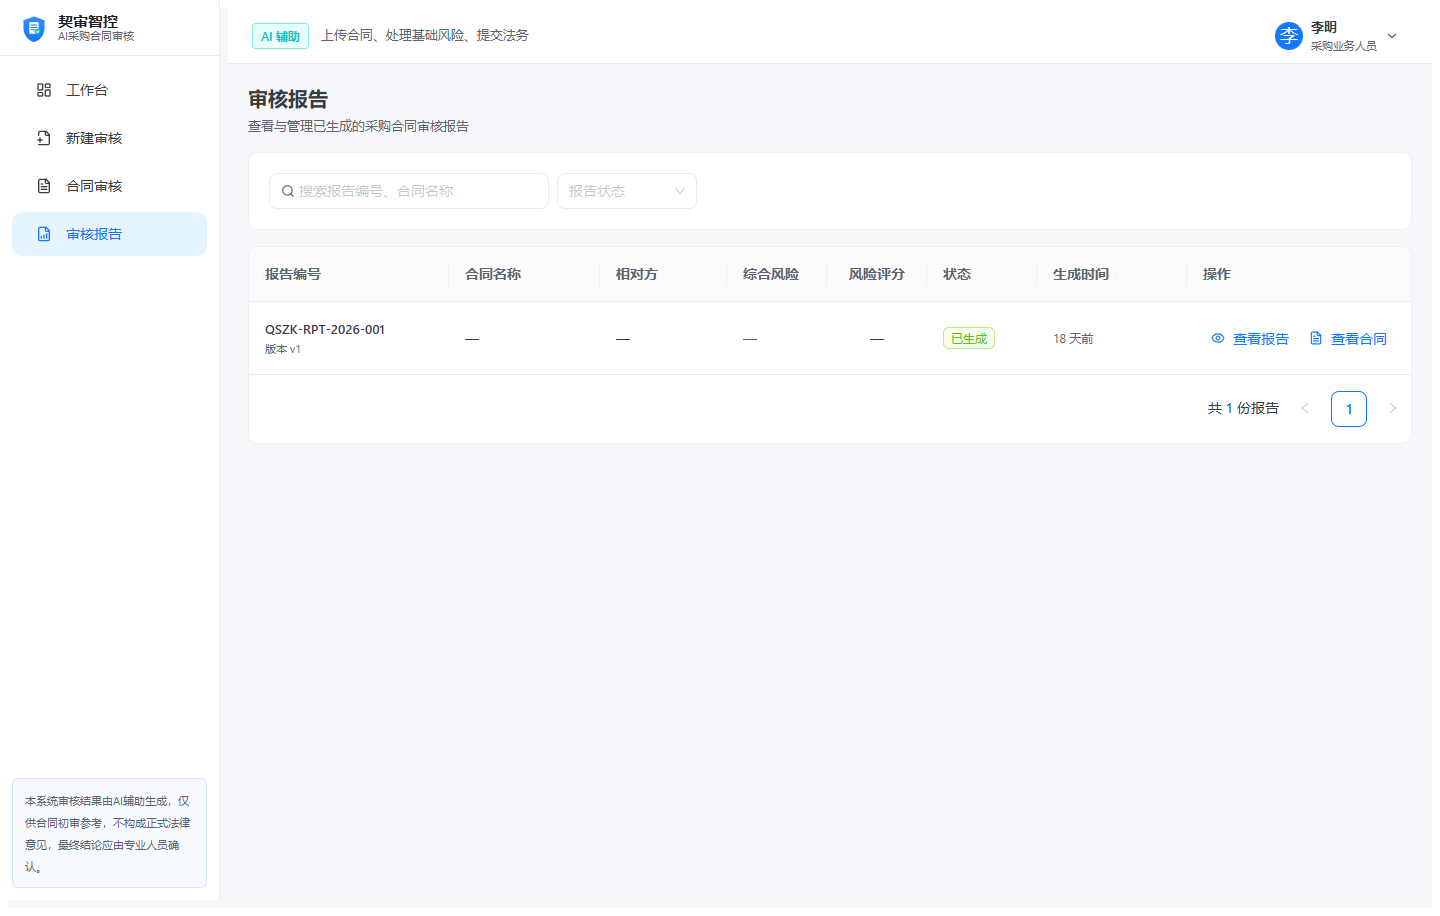 契审智控
AI采购合同审核
工作台
新建审核
合同审核
审核报告
本系统审核结果由AI辅助生成，仅
供合同初审参考，不构成正式法律
意见，最终结论应由专业人员确
认。
AI 辅助 上传合同、处理基础风险、提交法务
李
李明
采购业务人员
审核报告
查看与管理已生成的采购合同审核报告
搜索报告编号、合同名称 报告状态
报告编号 合同名称 相对方 综合风险 风险评分 状态 生成时间 操作
QSZK-RPT-2026-001
版本 v1
— — — — 已生成 18 天前 查看报告 查看合同
共 1 份报告 1